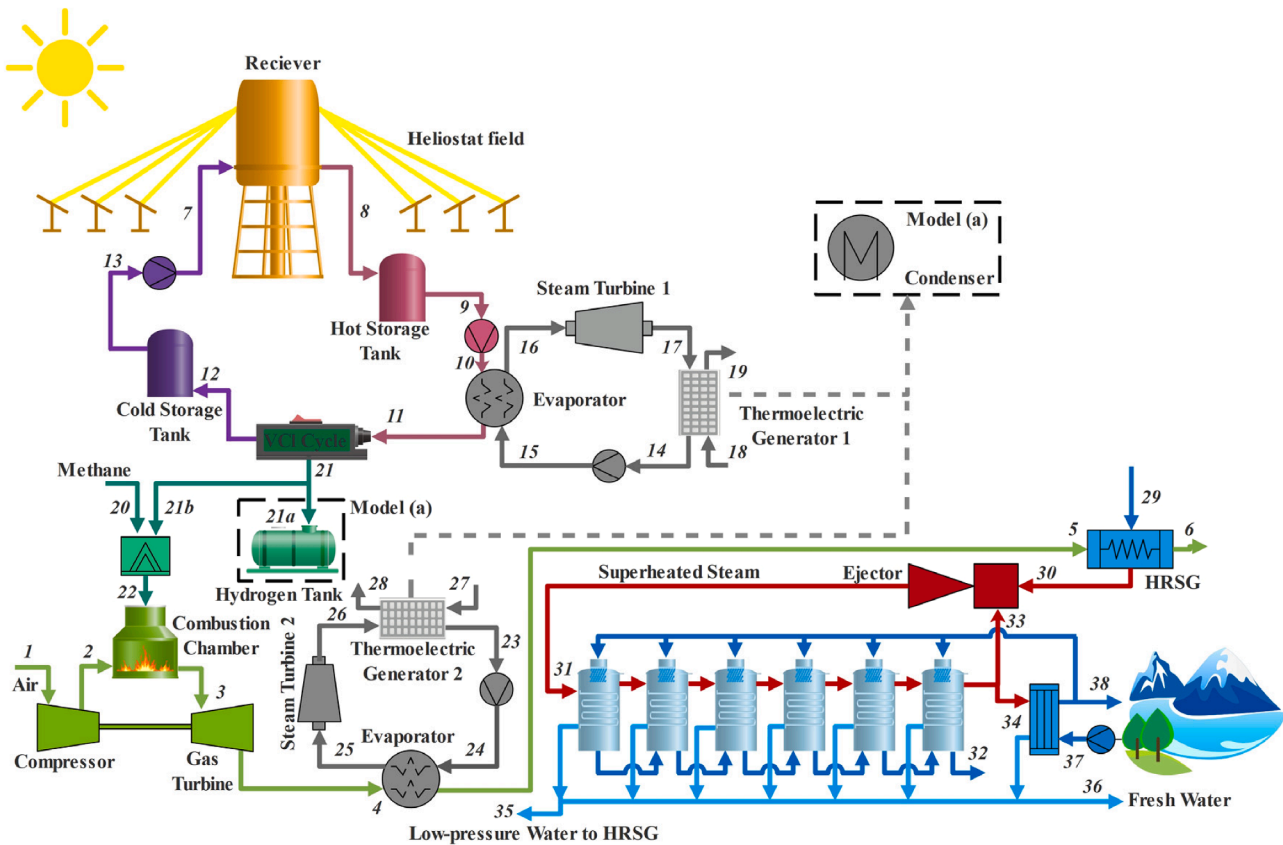 Reciever
Heliostat field
7
8
13
Model (a)
Condenser
Steam Turbine 1
9
Hot Storage
Tank
10
16
17
19
12
Evaporator
Thermoelectric
Generator 1
Cold Storage
Tank
11
VCl Cycle
15
14
18
21
Methane
20
21b
Model (a)
21a
29
5
6
Hydrogen Tank
HRSG
22
28
27
Superheated Steam
Ejector
30
Combustion
Chamber
26
23
33
Thermoelectric
Generator 2
1
2
Air
3
Steam Turbine 2
31
38
34
Compressor
Gas
Turbine
25
Evaporator
24
32
37
4
35
36
Fresh Water
Low-pressure Water to HRSG